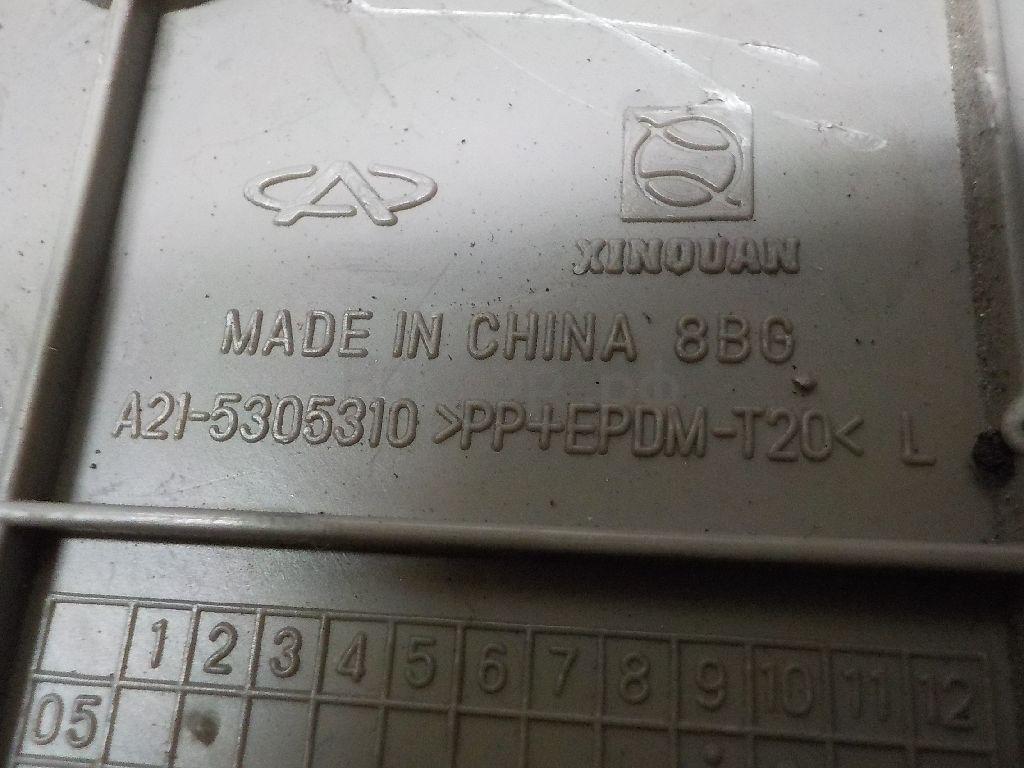 XINQUAN
MADE IN CHINA 8BG
A21-5305310 >PP+EPDM-T20< L
1 2 3 4 5 6 7 8 9 10 11 12
05